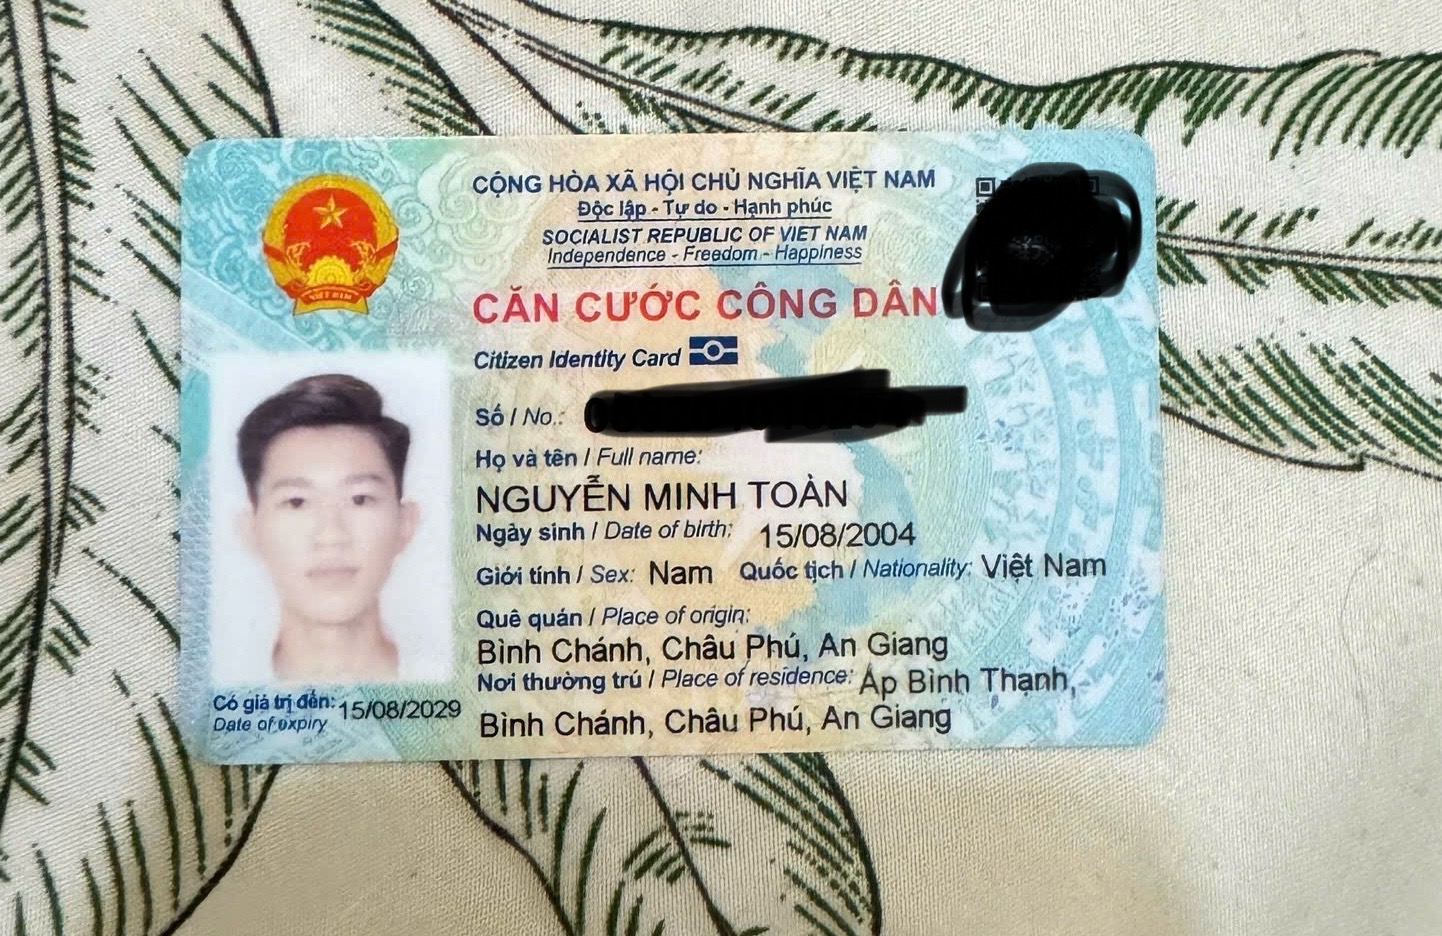 CỘNG HÒA XÃ HỘI CHỦ NGHĨA VIỆT NAM
Độc lập - Tự do - Hạnh phúc
SOCIALIST REPUBLIC OF VIET NAM
Independence - Freedom - Happiness
CĂN CƯỚC CÔNG DÂN
Citizen Identity Card
Số / No.:
Họ và tên / Full name:
NGUYỄN MINH TOÀN
Ngày sinh / Date of birth: 15/08/2004
Giới tính / Sex: Nam Quốc tịch / Nationality: Việt Nam
Quê quán / Place of origin:
Bình Chánh, Châu Phú, An Giang
Nơi thường trú / Place of residence: Ấp Bình Thạnh,
Bình Chánh, Châu Phú, An Giang
Có giá trị đến: 15/08/2029
Date of expiry
VIỆT NAM